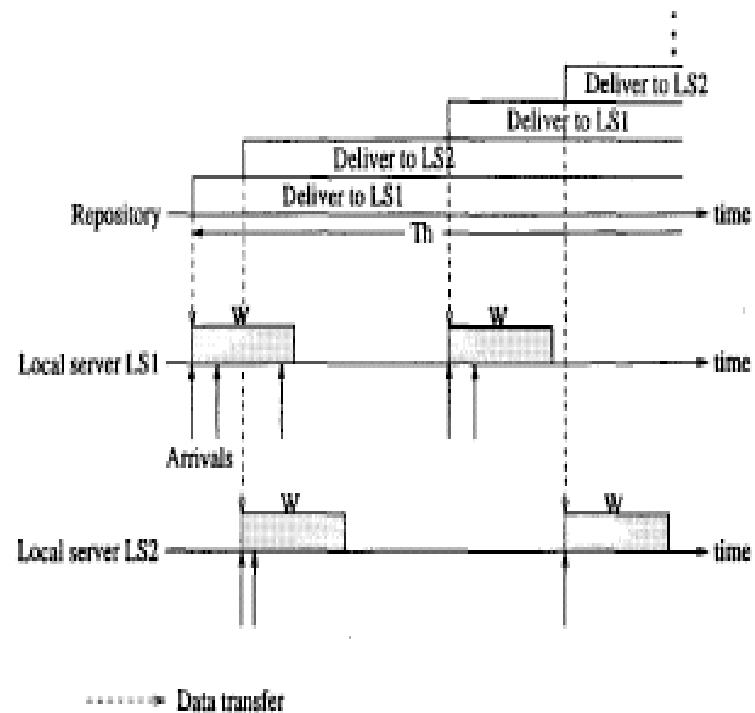 Deliver to LS2
Deliver to LS1
Deliver to LS2
Deliver to LS1
Repository
time
Th
W
W
Local server LS1
time
Arrivals
W
W
Local server LS2
time
Data transfer